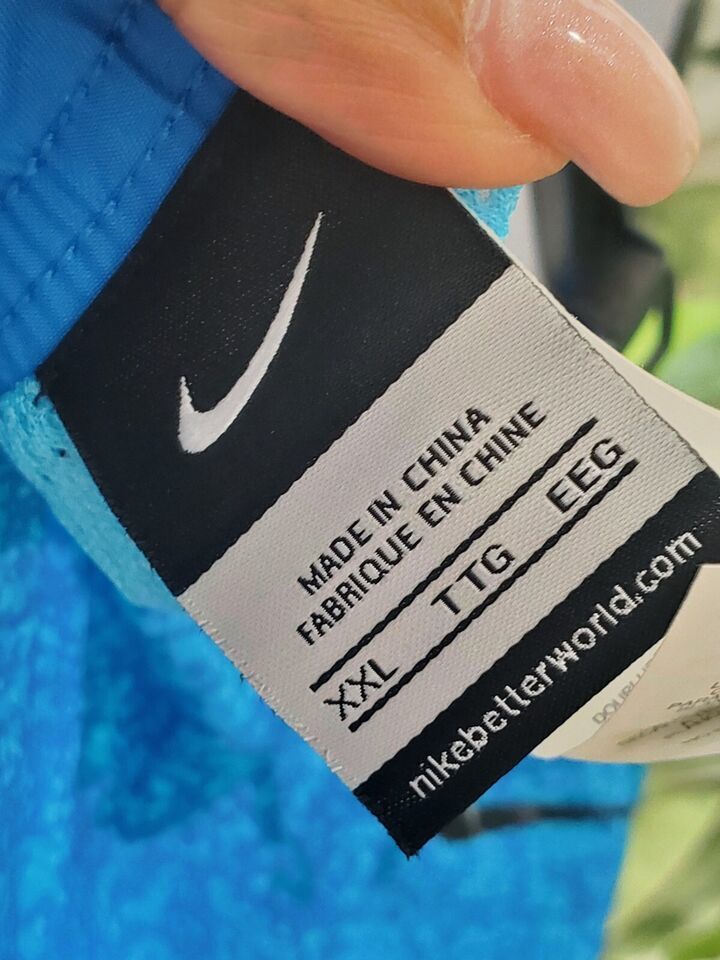 MADE IN CHINA
FABRIQUE EN CHINE
XXL TTG EEG
nikebetterworld.com